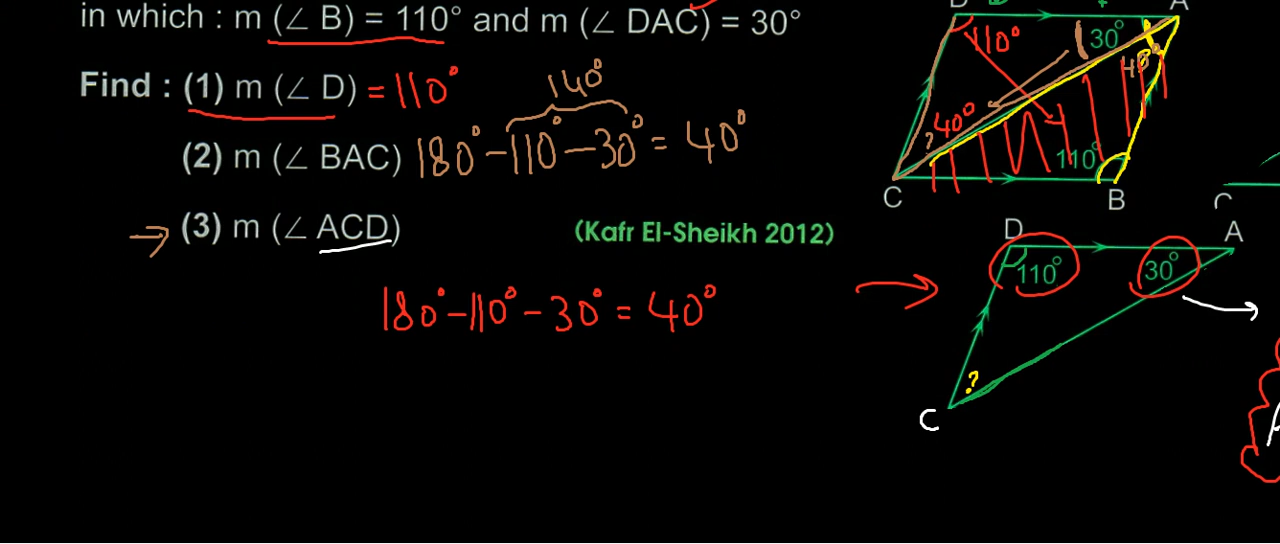 in which : m (∠ B) = 110° and m (∠ DAC) = 30°
Find : (1) m (∠ D) = 110°
140°
(2) m (∠ BAC) 180° - 110° - 30° = 40°
(3) m (∠ ACD)
(Kafr El-Sheikh 2012)
180° - 110° - 30° = 40°
D
A
110°
30°
40°
40°
?
110°
C
B
D
A
110°
30°
?
C